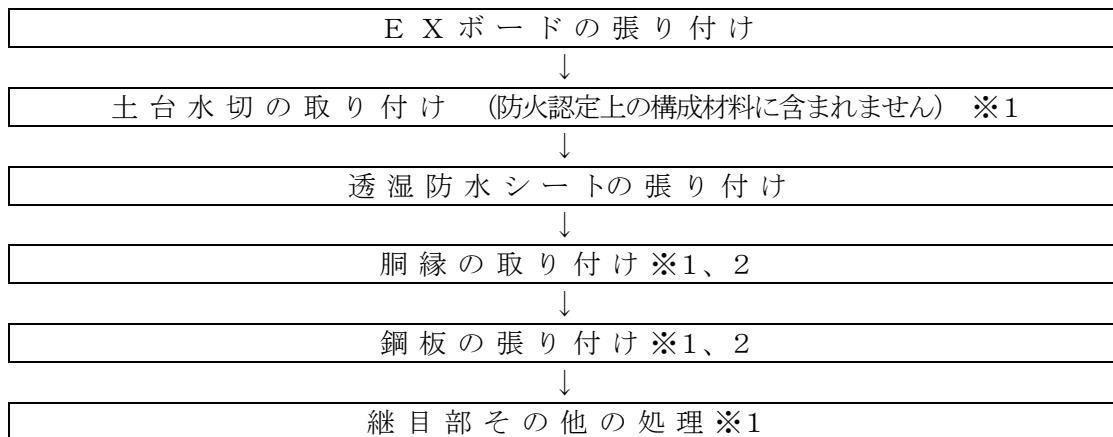 ＥＸボードの張り付け
↓
土台水切の取り付け （防火認定上の構成材料に含まれません） ※１
↓
透湿防水シートの張り付け
↓
胴縁の取り付け※１、２
↓
鋼板の張り付け※１、２
↓
継目部その他の処理※１